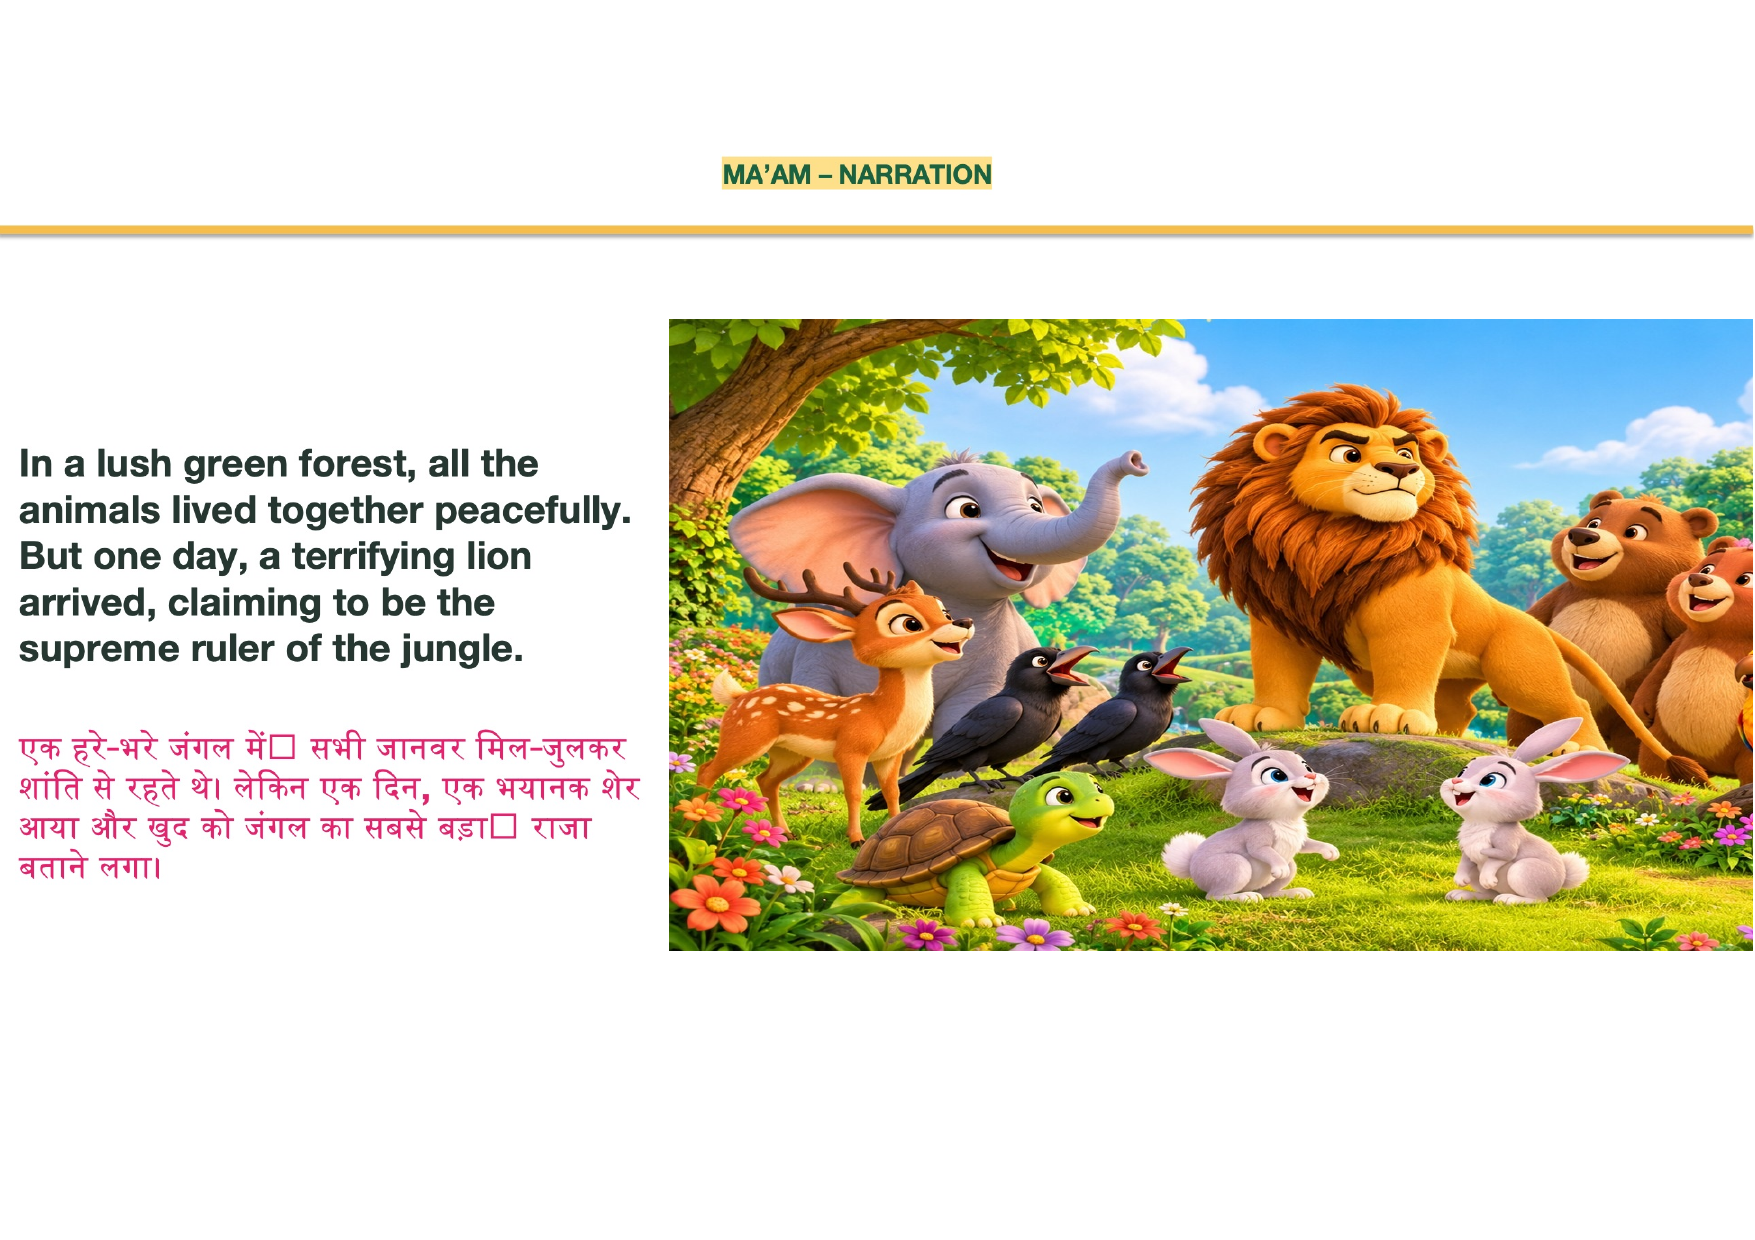 MA’AM – NARRATION
In a lush green forest, all the
animals lived together peacefully.
But one day, a terrifying lion
arrived, claiming to be the
supreme ruler of the jungle.
एक हरे-भरे जंगल में□ सभी जानवर मिल-जुलकर
शांति से रहते थे। लेकिन एक दिन, एक भयानक शेर
आया और खुद को जंगल का सबसे बड़ा□ राजा
बताने लगा।